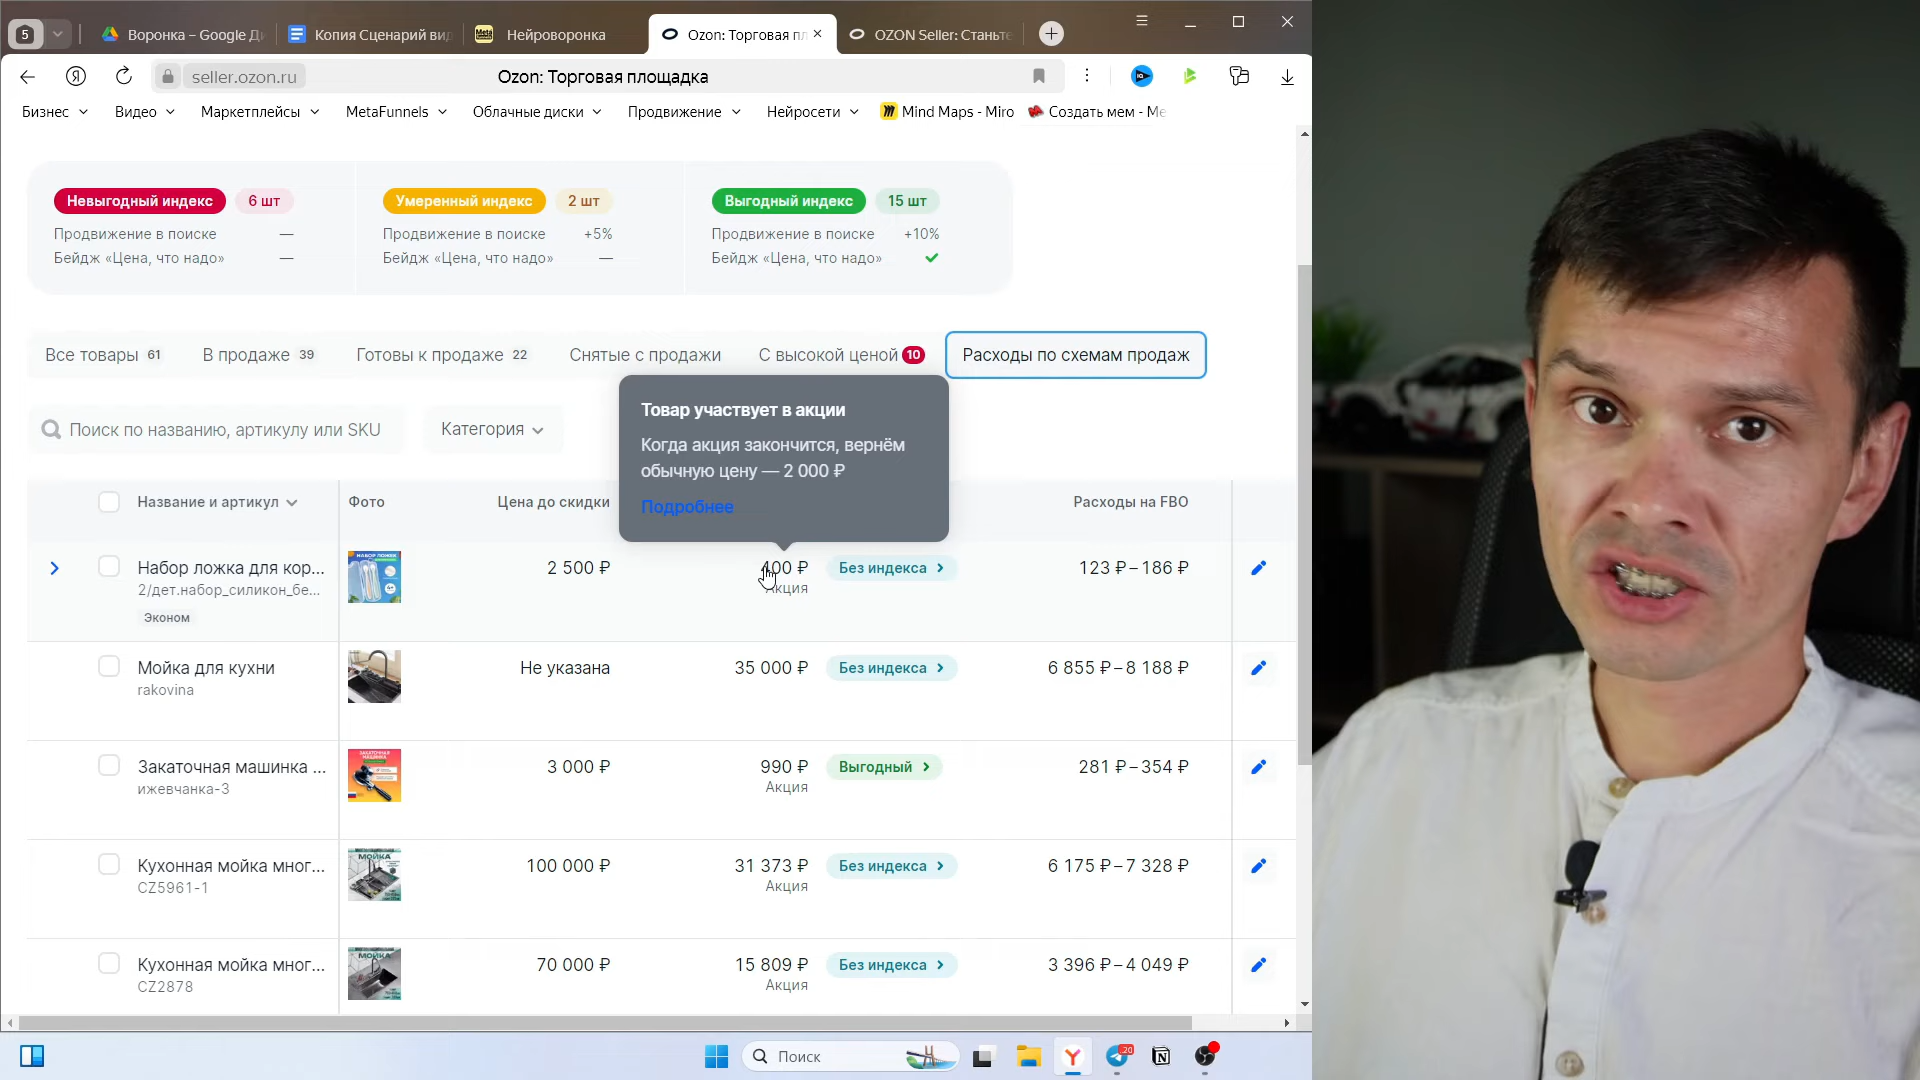 5
Воронка – Google Ди
Копия Сценарий вид
Нейроворонка
Ozon: Торговая пл
OZON Seller: Станьте
seller.ozon.ru
Ozon: Торговая площадка
Бизнес
Видео
Маркетплейсы
MetaFunnels
Облачные диски
Продвижение
Нейросети
Mind Maps - Miro
Создать мем - Ме
Невыгодный индекс 6 шт
Продвижение в поиске —
Бейдж «Цена, что надо» —
Умеренный индекс 2 шт
Продвижение в поиске +5%
Бейдж «Цена, что надо» —
Выгодный индекс 15 шт
Продвижение в поиске +10%
Бейдж «Цена, что надо»
Все товары 61
В продаже 39
Готовы к продаже 22
Снятые с продажи
С высокой ценой 10
Расходы по схемам продаж
Поиск по названию, артикулу или SKU
Категория
Товар участвует в акции
Когда акция закончится, вернём
обычную цену — 2 000 ₽
Подробнее
Название и артикул
Фото
Цена до скидки
Расходы на FBO
Набор ложка для кор...
2/дет.набор_силикон_бе...
Эконом
2 500 ₽
400 ₽
Акция
Без индекса
123 ₽ – 186 ₽
Мойка для кухни
rakovina
Не указана
35 000 ₽
Без индекса
6 855 ₽ – 8 188 ₽
Закаточная машинка ...
ижевчанка-3
3 000 ₽
990 ₽
Акция
Выгодный
281 ₽ – 354 ₽
Кухонная мойка мног...
CZ5961-1
МОЙКА
100 000 ₽
31 373 ₽
Акция
Без индекса
6 175 ₽ – 7 328 ₽
Кухонная мойка мног...
CZ2878
МОЙКА
70 000 ₽
15 809 ₽
Акция
Без индекса
3 396 ₽ – 4 049 ₽
Поиск
20